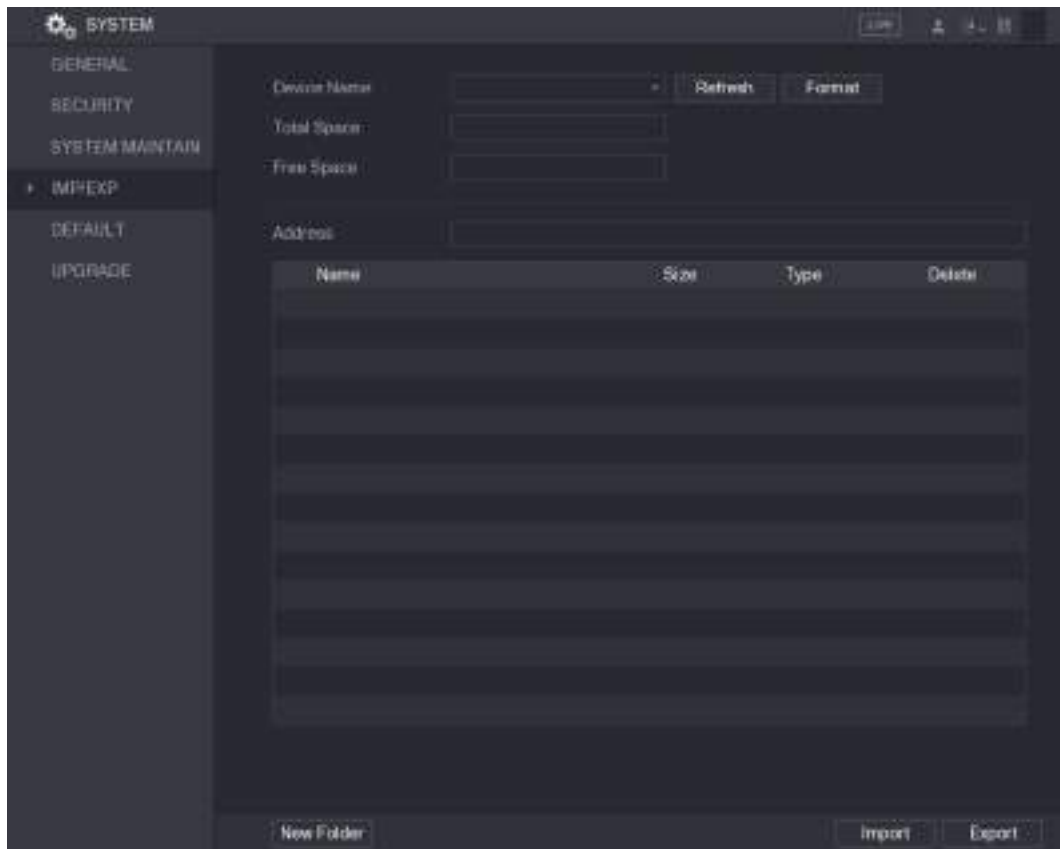 SYSTEM
LIVE
GENERAL
SECURITY
SYSTEM MAINTAIN
IMP/EXP
DEFAULT
UPGRADE
Device Name
Refresh
Format
Total Space
Free Space
Address
Name Size Type Delete
New Folder
Import
Export